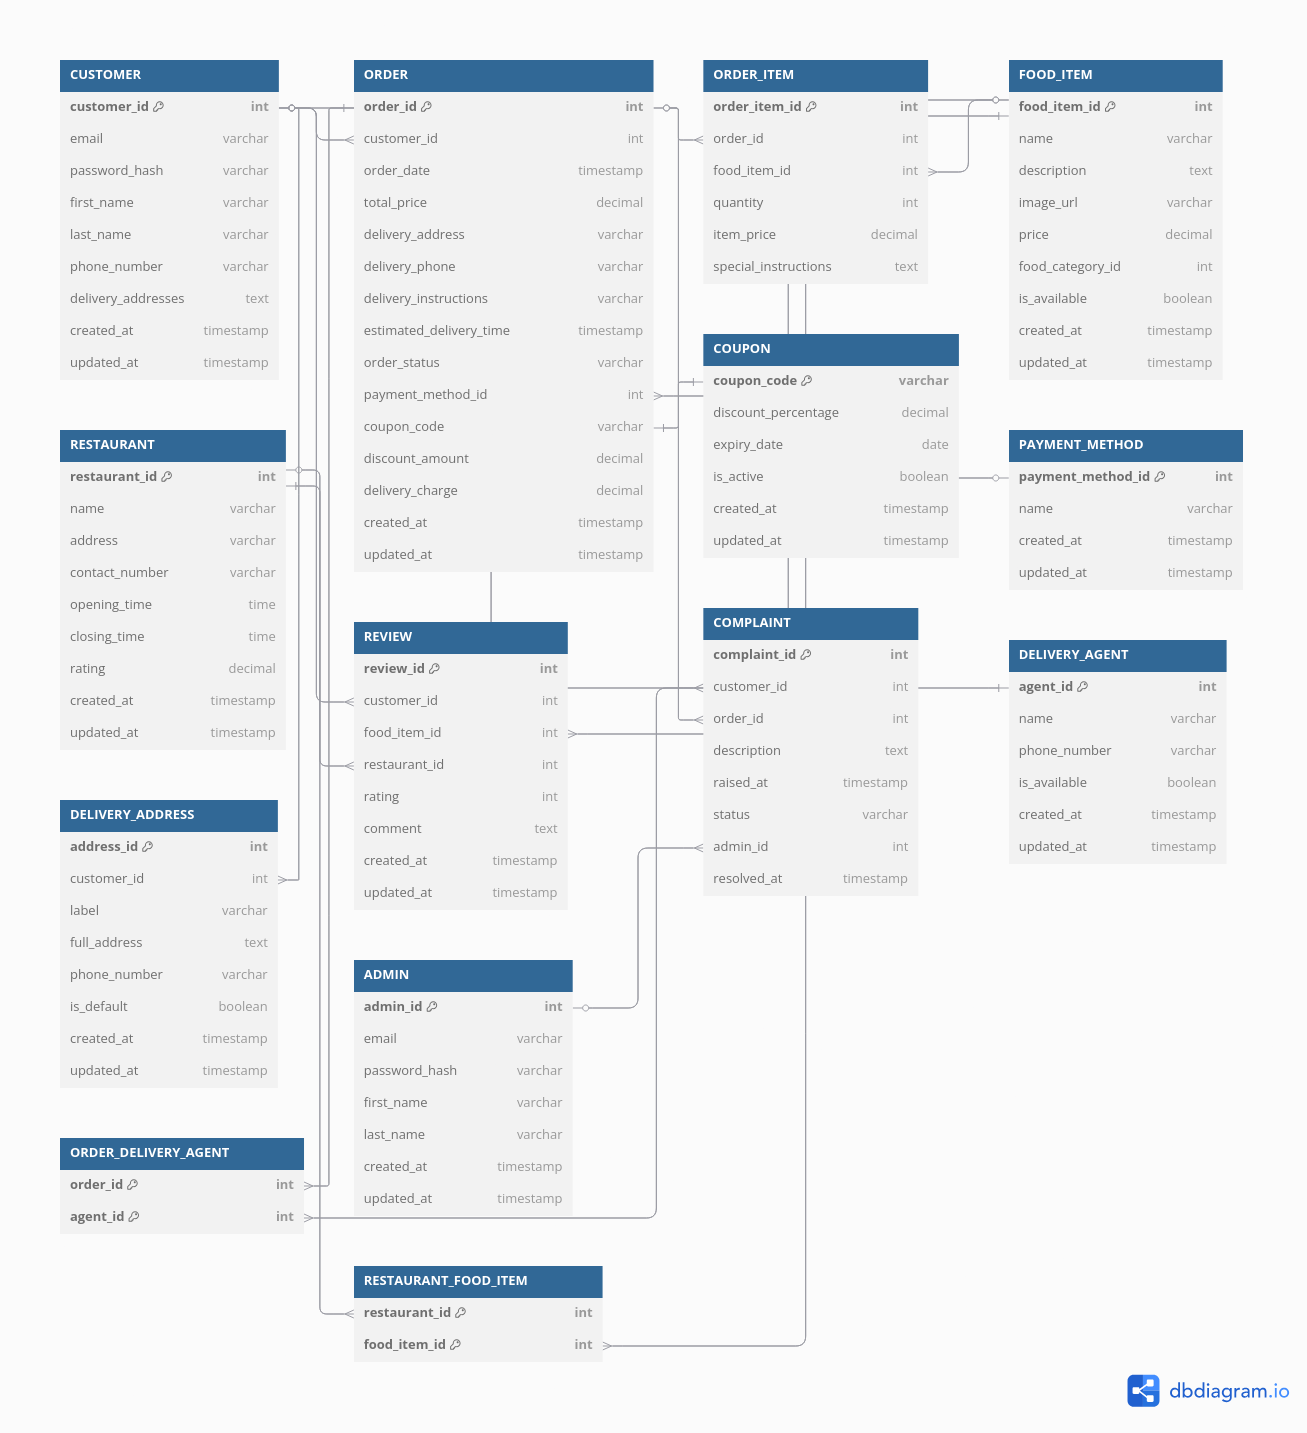 CUSTOMER
customer_id int
email varchar
password_hash varchar
first_name varchar
last_name varchar
phone_number varchar
delivery_addresses text
created_at timestamp
updated_at timestamp
ORDER
order_id int
customer_id int
order_date timestamp
total_price decimal
delivery_address varchar
delivery_phone varchar
delivery_instructions varchar
estimated_delivery_time timestamp
order_status varchar
payment_method_id int
coupon_code varchar
discount_amount decimal
delivery_charge decimal
created_at timestamp
updated_at timestamp
ORDER_ITEM
order_item_id int
order_id int
food_item_id int
quantity int
item_price decimal
special_instructions text
FOOD_ITEM
food_item_id int
name varchar
description text
image_url varchar
price decimal
food_category_id int
is_available boolean
created_at timestamp
updated_at timestamp
COUPON
coupon_code varchar
discount_percentage decimal
expiry_date date
is_active boolean
created_at timestamp
updated_at timestamp
RESTAURANT
restaurant_id int
name varchar
address varchar
contact_number varchar
opening_time time
closing_time time
rating decimal
created_at timestamp
updated_at timestamp
PAYMENT_METHOD
payment_method_id int
name varchar
created_at timestamp
updated_at timestamp
REVIEW
review_id int
customer_id int
food_item_id int
restaurant_id int
rating int
comment text
created_at timestamp
updated_at timestamp
COMPLAINT
complaint_id int
customer_id int
order_id int
description text
raised_at timestamp
status varchar
admin_id int
resolved_at timestamp
DELIVERY_AGENT
agent_id int
name varchar
phone_number varchar
is_available boolean
created_at timestamp
updated_at timestamp
DELIVERY_ADDRESS
address_id int
customer_id int
label varchar
full_address text
phone_number varchar
is_default boolean
created_at timestamp
updated_at timestamp
ADMIN
admin_id int
email varchar
password_hash varchar
first_name varchar
last_name varchar
created_at timestamp
updated_at timestamp
ORDER_DELIVERY_AGENT
order_id int
agent_id int
RESTAURANT_FOOD_ITEM
restaurant_id int
food_item_id int
dbdiagram.io